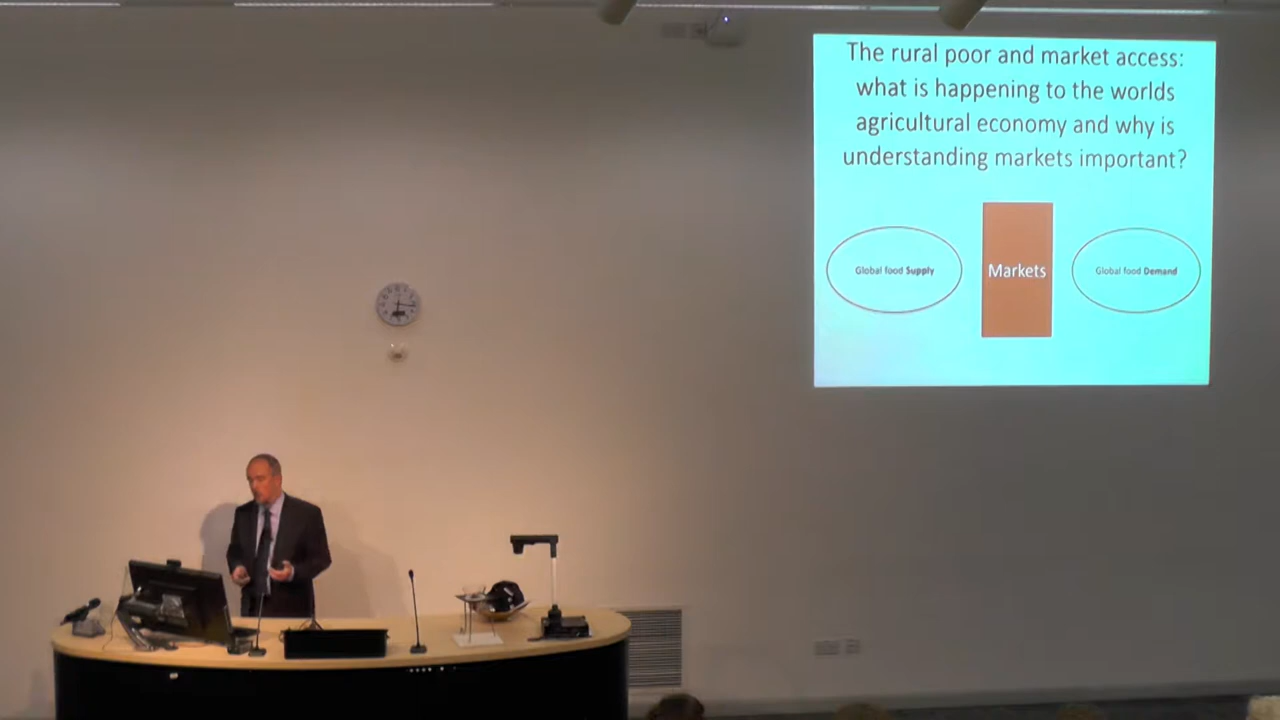 The rural poor and market access:
what is happening to the worlds
agricultural economy and why is
understanding markets important?
Global food Supply
Markets
Global food Demand